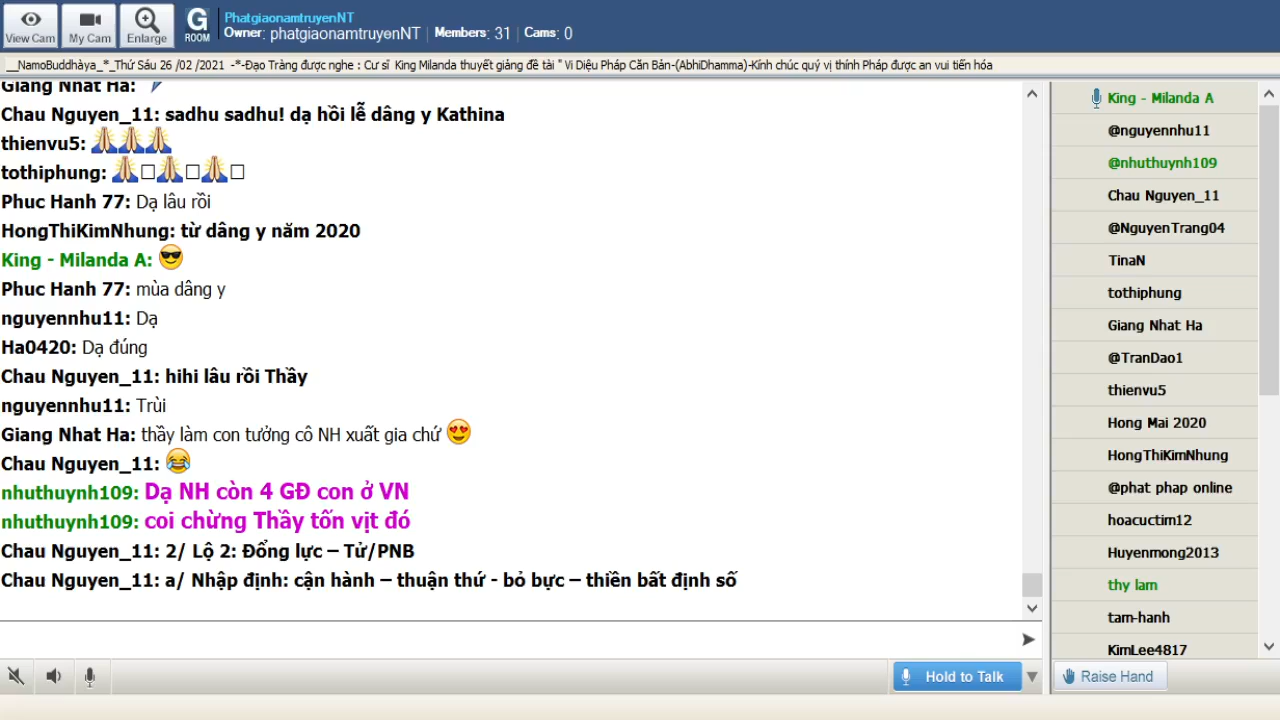 View Cam
My Cam
Enlarge
G
ROOM
PhatgiaonamtruyenNT
Owner: phatgiaonamtruyenNT | Members: 31 | Cams: 0
__NamoBuddhàya_*_Thứ Sáu 26 /02 /2021 -*-Đạo Tràng được nghe : Cư sĩ King Milanda thuyết giảng đề tài " Vi Diệu Pháp Căn Bản-(AbhiDhamma)-Kính chúc quý vị thính Pháp được an vui tiến hóa
Giang Nhat Ha:
Chau Nguyen_11: sadhu sadhu! dạ hồi lễ dâng y Kathina
thienvu5:
tothiphung:
Phuc Hanh 77: Dạ lâu rồi
HongThiKimNhung: từ dâng y năm 2020
King - Milanda A:
Phuc Hanh 77: mùa dâng y
nguyennhu11: Dạ
Ha0420: Dạ đúng
Chau Nguyen_11: hihi lâu rồi Thầy
nguyennhu11: Trùi
Giang Nhat Ha: thầy làm con tưởng cô NH xuất gia chứ
Chau Nguyen_11:
nhuthuynh109: Dạ NH còn 4 GĐ con ở VN
nhuthuynh109: coi chừng Thầy tốn vịt đó
Chau Nguyen_11: 2/ Lộ 2: Đổng lực – Tử/PNB
Chau Nguyen_11: a/ Nhập định: cận hành – thuận thứ - bỏ bực – thiền bất định số
King - Milanda A
@nguyennhu11
@nhuthuynh109
Chau Nguyen_11
@NguyenTrang04
TinaN
tothiphung
Giang Nhat Ha
@TranDao1
thienvu5
Hong Mai 2020
HongThiKimNhung
@phat phap online
hoacuctim12
Huyenmong2013
thy lam
tam-hanh
KimLee4817
Hold to Talk
Raise Hand